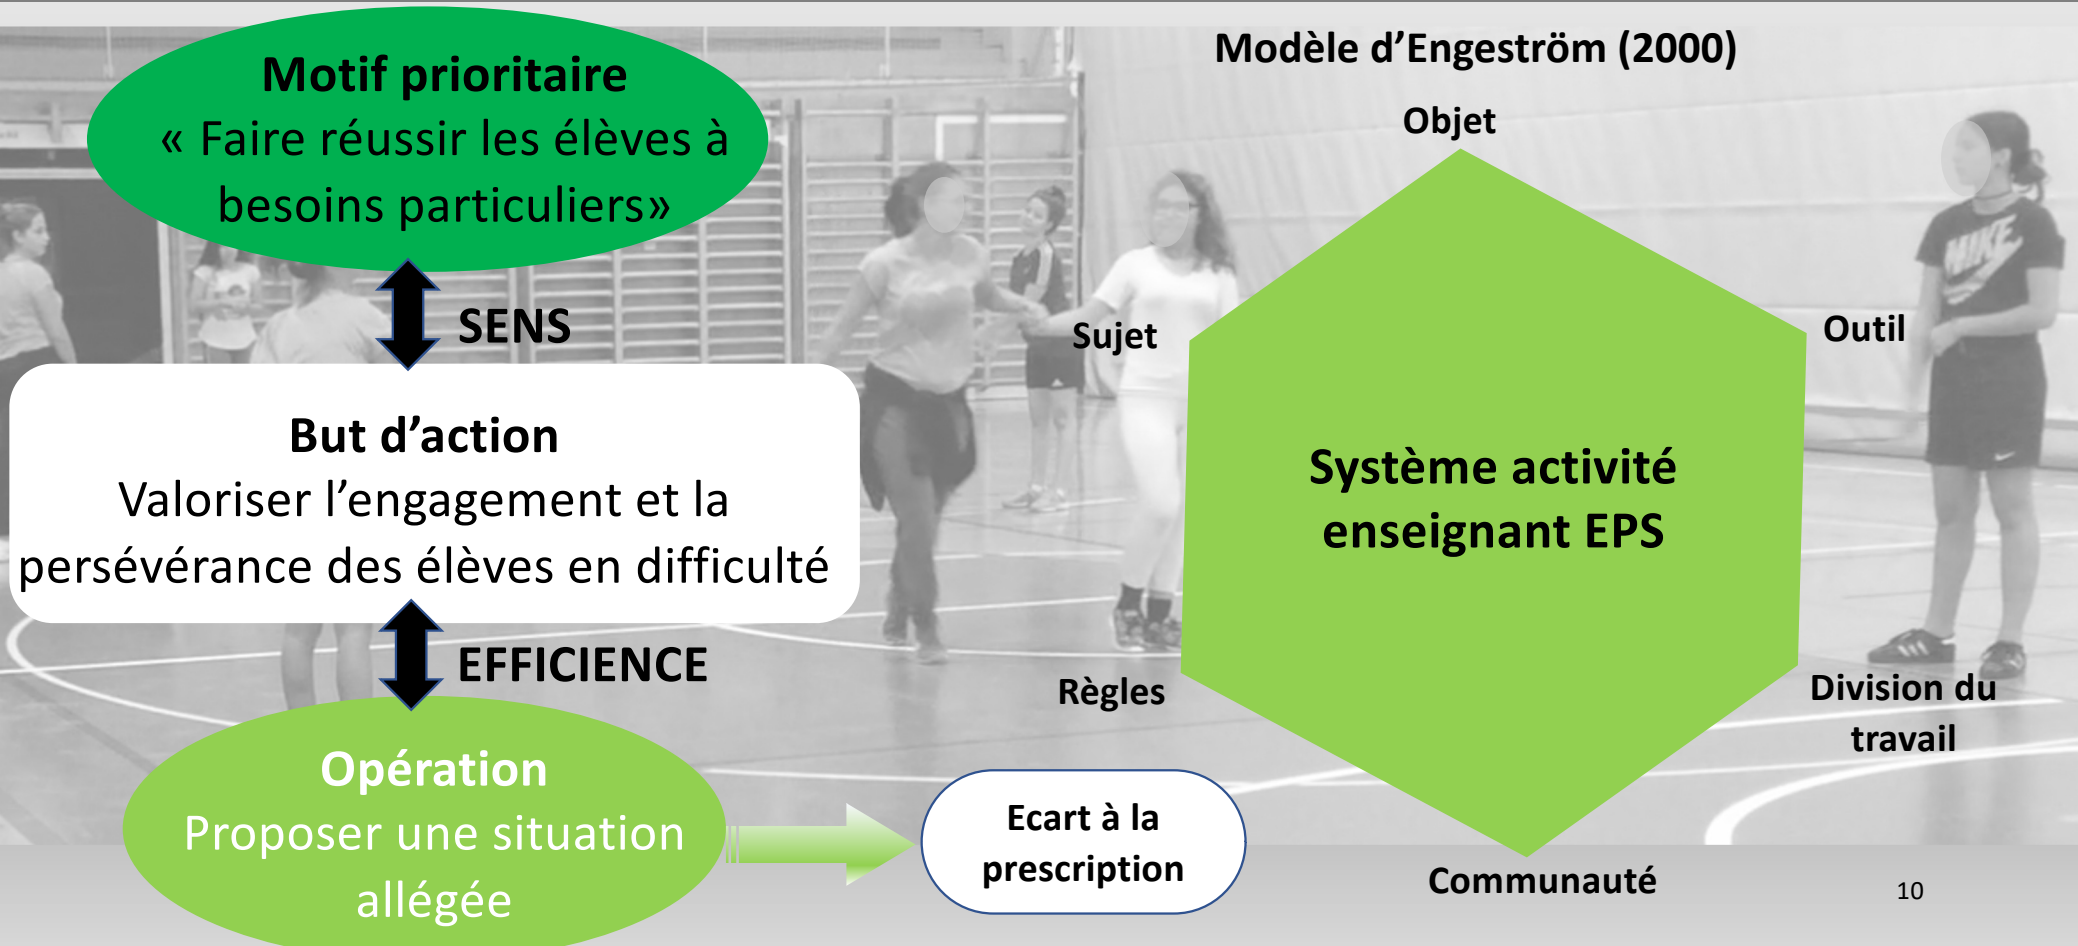 Motif prioritaire
« Faire réussir les élèves à
besoins particuliers»
SENS
But d’action
Valoriser l’engagement et la
persévérance des élèves en difficulté
EFFICIENCE
Opération
Proposer une situation
allégée
Ecart à la
prescription
Modèle d’Engeström (2000)
Objet
Sujet
Outil
Système activité
enseignant EPS
Règles
Division du
travail
Communauté
10